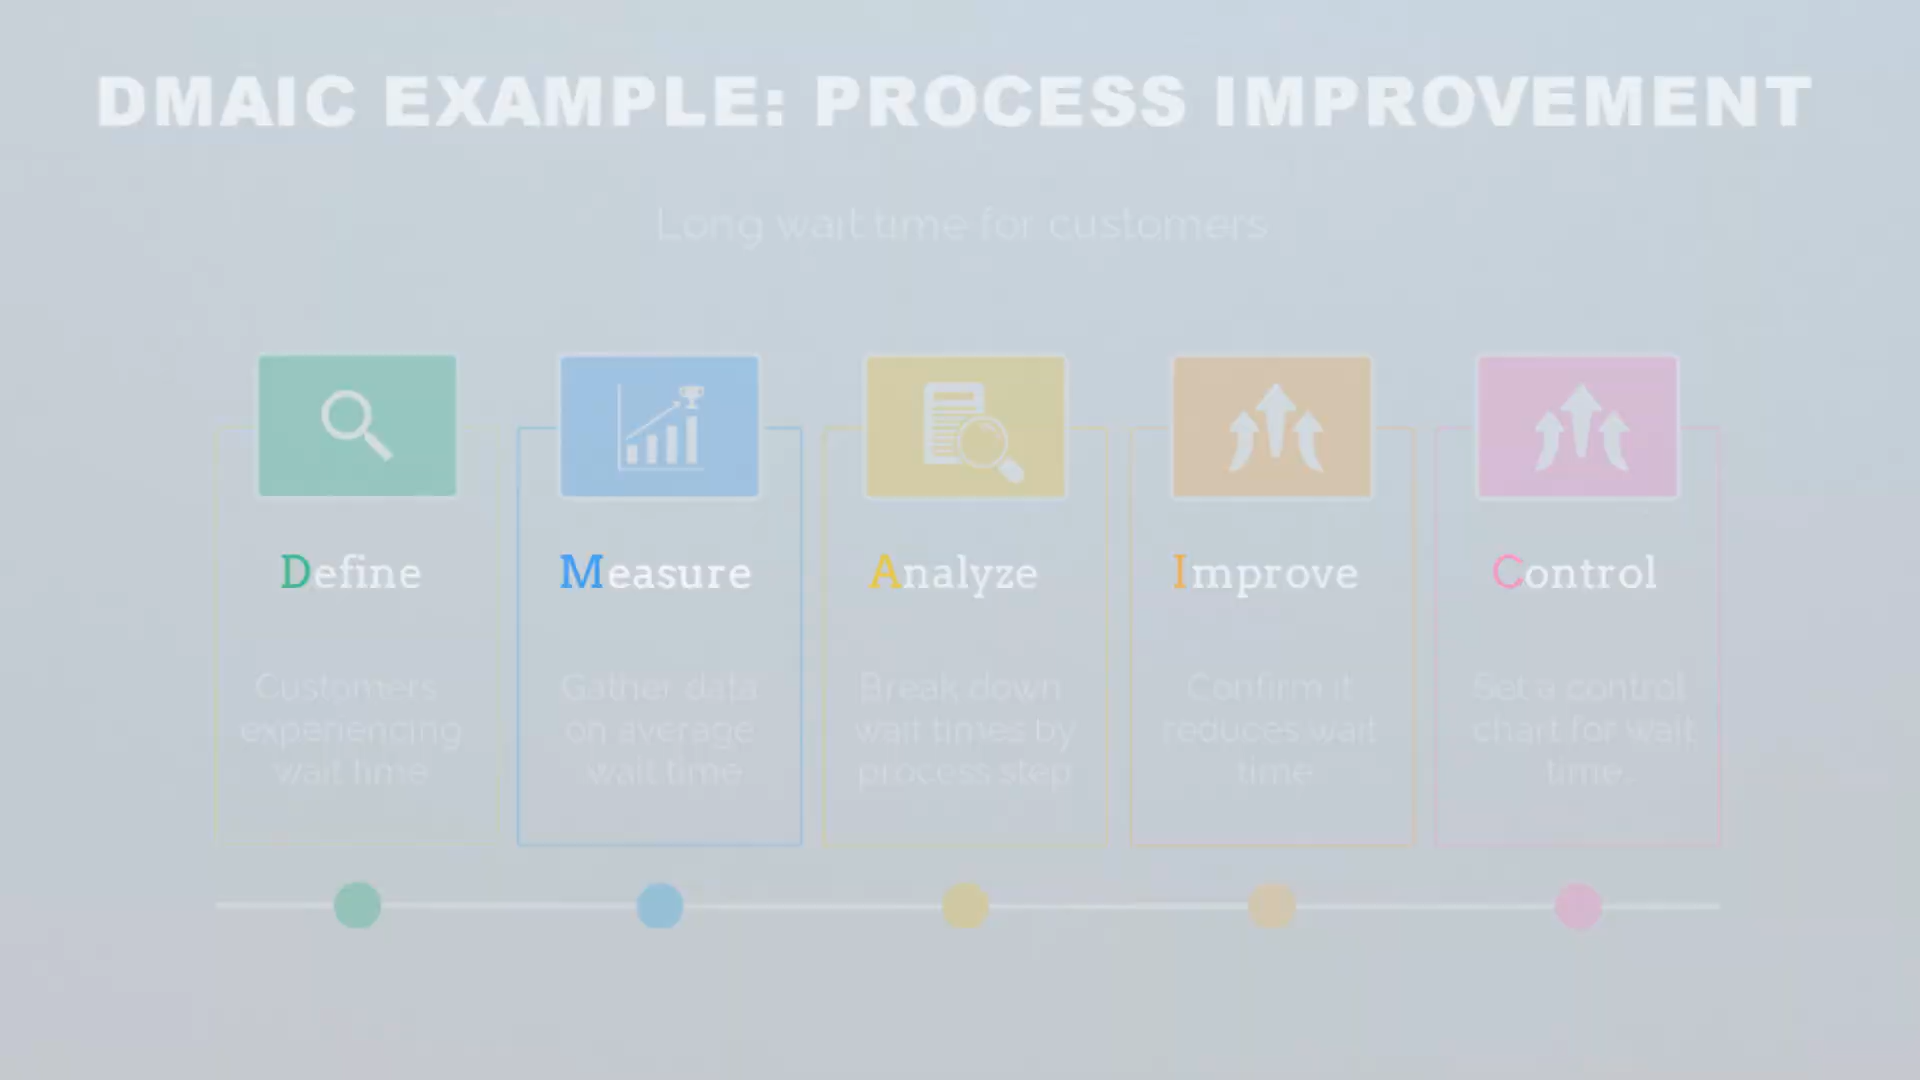 DMAIC EXAMPLE: PROCESS IMPROVEMENT
Long wait time for customers
Define
Customers
experiencing
wait time
Measure
Gather data
on average
wait time
Analyze
Break down
wait times by
process step
Improve
Confirm it
reduces wait
time
Control
Set a control
chart for wait
time.